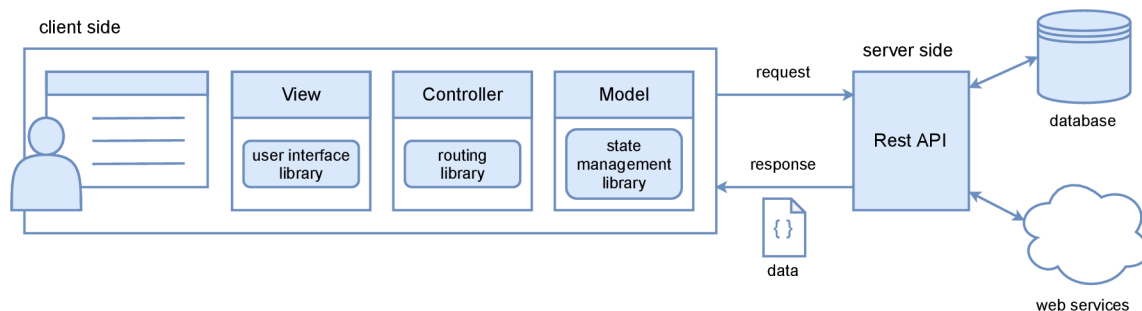 client side
View
user interface
library
Controller
routing
library
Model
state
management
library
request
response
{ }
data
server side
Rest API
database
web services